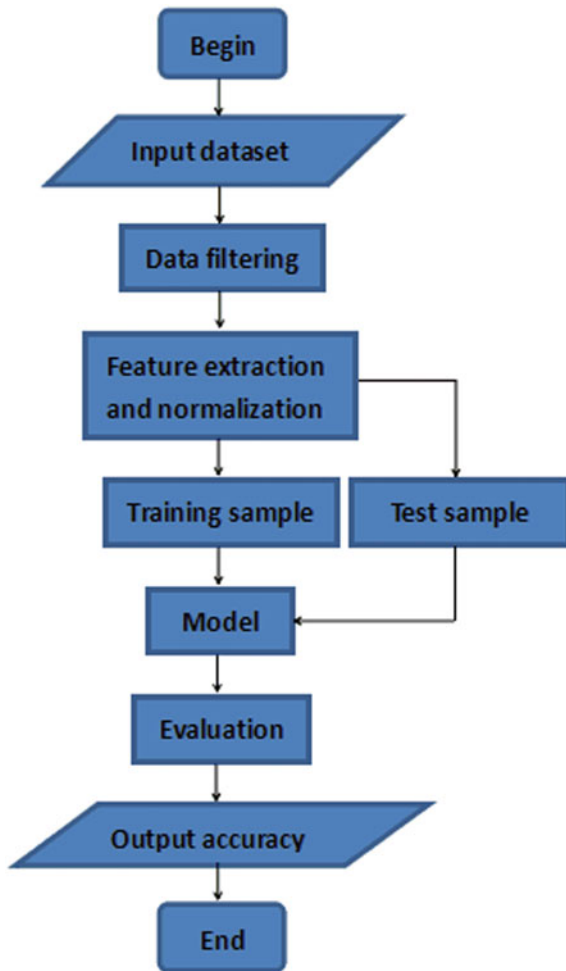 Begin
Input dataset
Data filtering
Feature extraction
and normalization
Training sample
Test sample
Model
Evaluation
Output accuracy
End